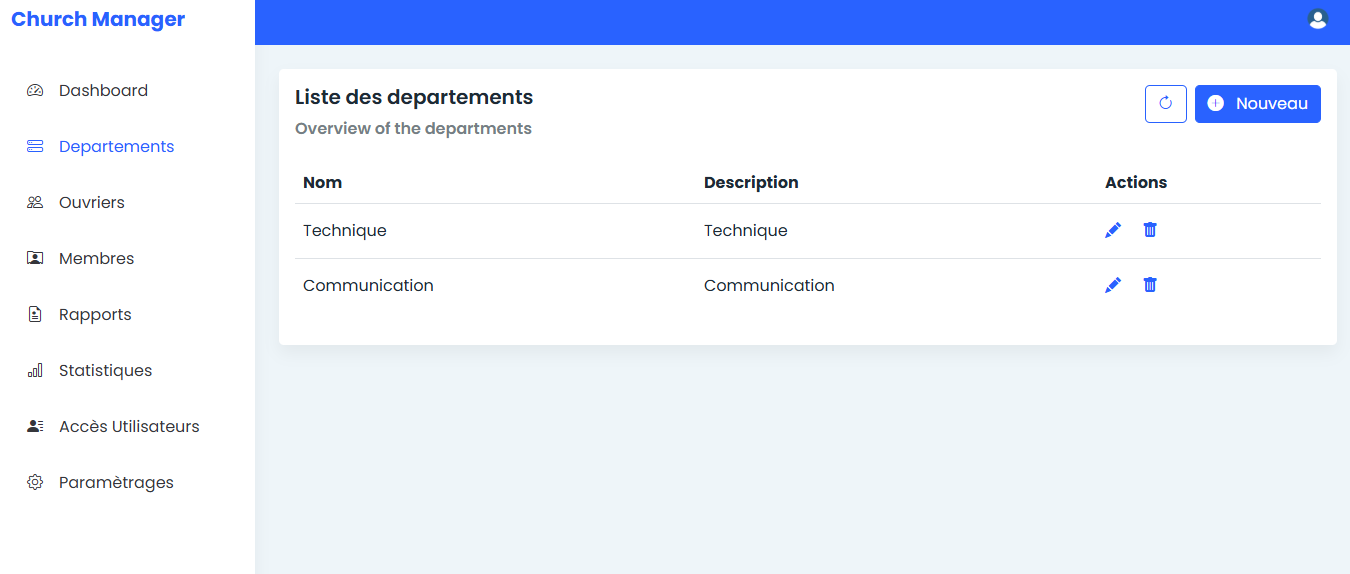 Church Manager
Dashboard
Departements
Ouvriers
Membres
Rapports
Statistiques
Accès Utilisateurs
Paramètrages
Liste des departements
Overview of the departments
Nouveau
Nom Description Actions
Technique Technique
Communication Communication